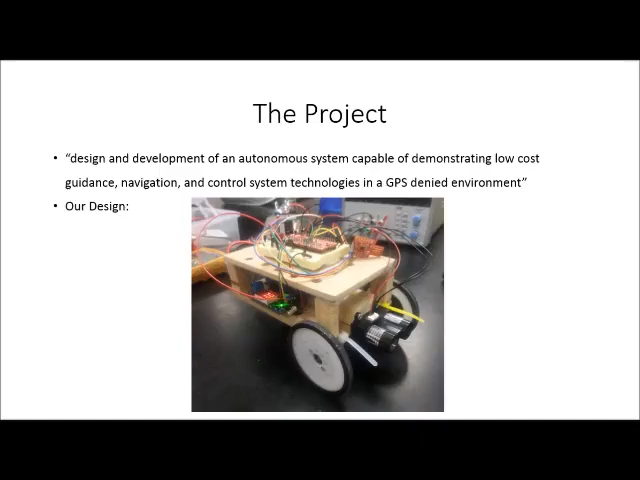 The Project
• “design and development of an autonomous system capable of demonstrating low cost
guidance, navigation, and control system technologies in a GPS denied environment”
• Our Design: